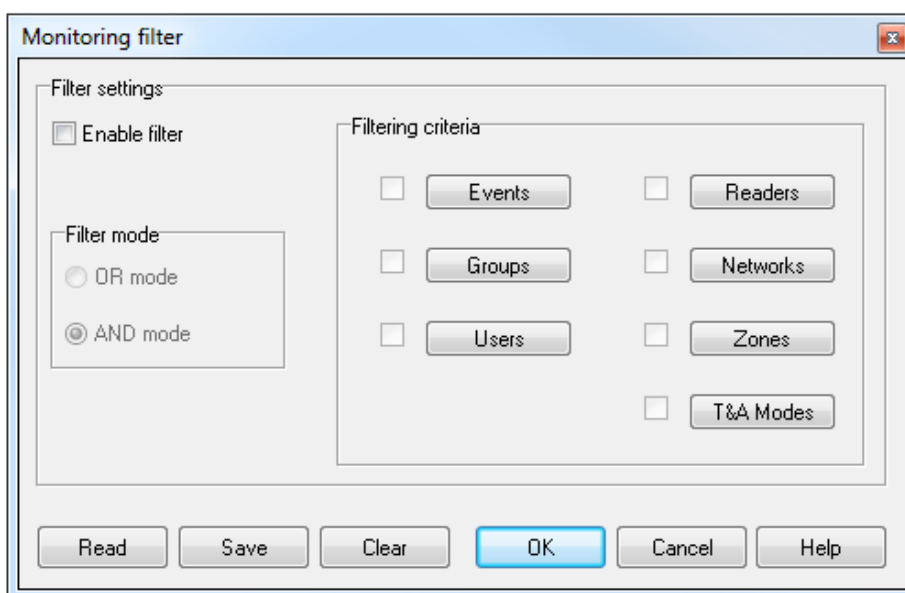 Monitoring filter
Filter settings
Enable filter
Filter mode
OR mode
AND mode
Filtering criteria
Events
Readers
Groups
Networks
Users
Zones
T&A Modes
Read
Save
Clear
OK
Cancel
Help